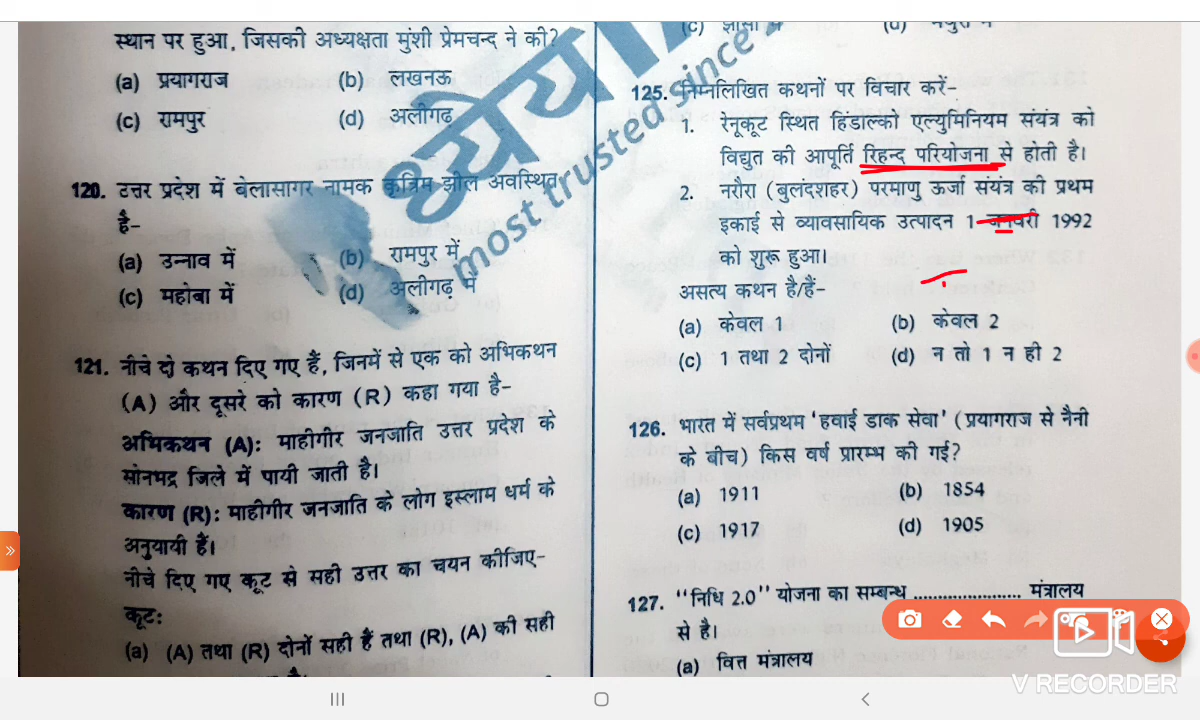 स्थान पर हुआ, जिसकी अध्यक्षता मुंशी प्रेमचन्द ने की?
(a) प्रयागराज (b) लखनऊ
(c) रामपुर (d) अलीगढ़
120. उत्तर प्रदेश में बेलासागर नामक कृत्रिम झील अवस्थित
है–
(a) उन्नाव में (b) रामपुर में
(c) महोबा में (d) अलीगढ़ में
121. नीचे दो कथन दिए गए हैं, जिनमें से एक को अभिकथन
(A) और दूसरे को कारण (R) कहा गया है–
अभिकथन (A): माहीगीर जनजाति उत्तर प्रदेश के
सोनभद्र जिले में पायी जाती है।
कारण (R): माहीगीर जनजाति के लोग इस्लाम धर्म के
अनुयायी हैं।
नीचे दिए गए कूट से सही उत्तर का चयन कीजिए–
कूट:
(a) (A) तथा (R) दोनों सही हैं तथा (R), (A) की सही
ध्येय
most trusted since
(c) झाँसी में (d) मथुरा में
125. निम्नलिखित कथनों पर विचार करें–
1. रेनूकूट स्थित हिंडाल्को एल्युमिनियम संयंत्र को
विद्युत की आपूर्ति रिहन्द परियोजना से होती है।
2. नरौरा (बुलंदशहर) परमाणु ऊर्जा संयंत्र की प्रथम
इकाई से व्यावसायिक उत्पादन 1 जनवरी 1992
को शुरू हुआ।
असत्य कथन है/हैं–
(a) केवल 1 (b) केवल 2
(c) 1 तथा 2 दोनों (d) न तो 1 न ही 2
126. भारत में सर्वप्रथम 'हवाई डाक सेवा' (प्रयागराज से नैनी
के बीच) किस वर्ष प्रारम्भ की गई?
(a) 1911 (b) 1854
(c) 1917 (d) 1905
127. "निधि 2.0" योजना का सम्बन्ध ..................... मंत्रालय
से है।
(a) वित्त मंत्रालय
V RECORDER